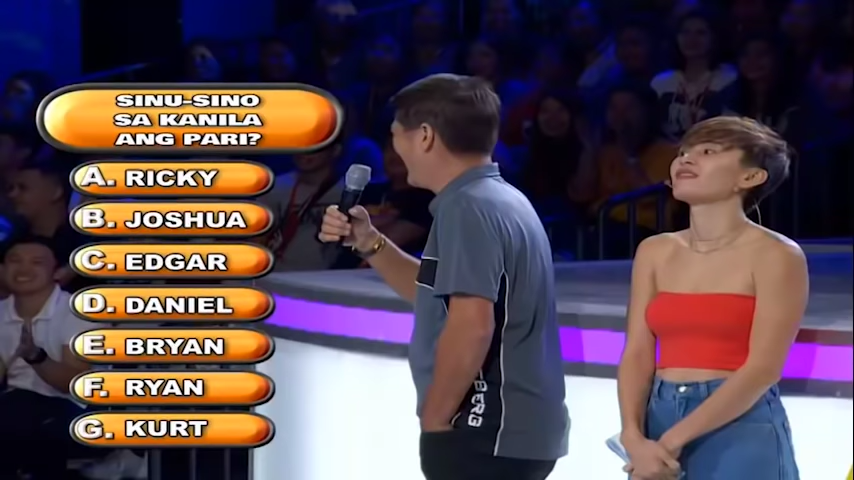 SINU-SINO
SA KANILA
ANG PARI?
A. RICKY
B. JOSHUA
C. EDGAR
D. DANIEL
E. BRYAN
F. RYAN
G. KURT